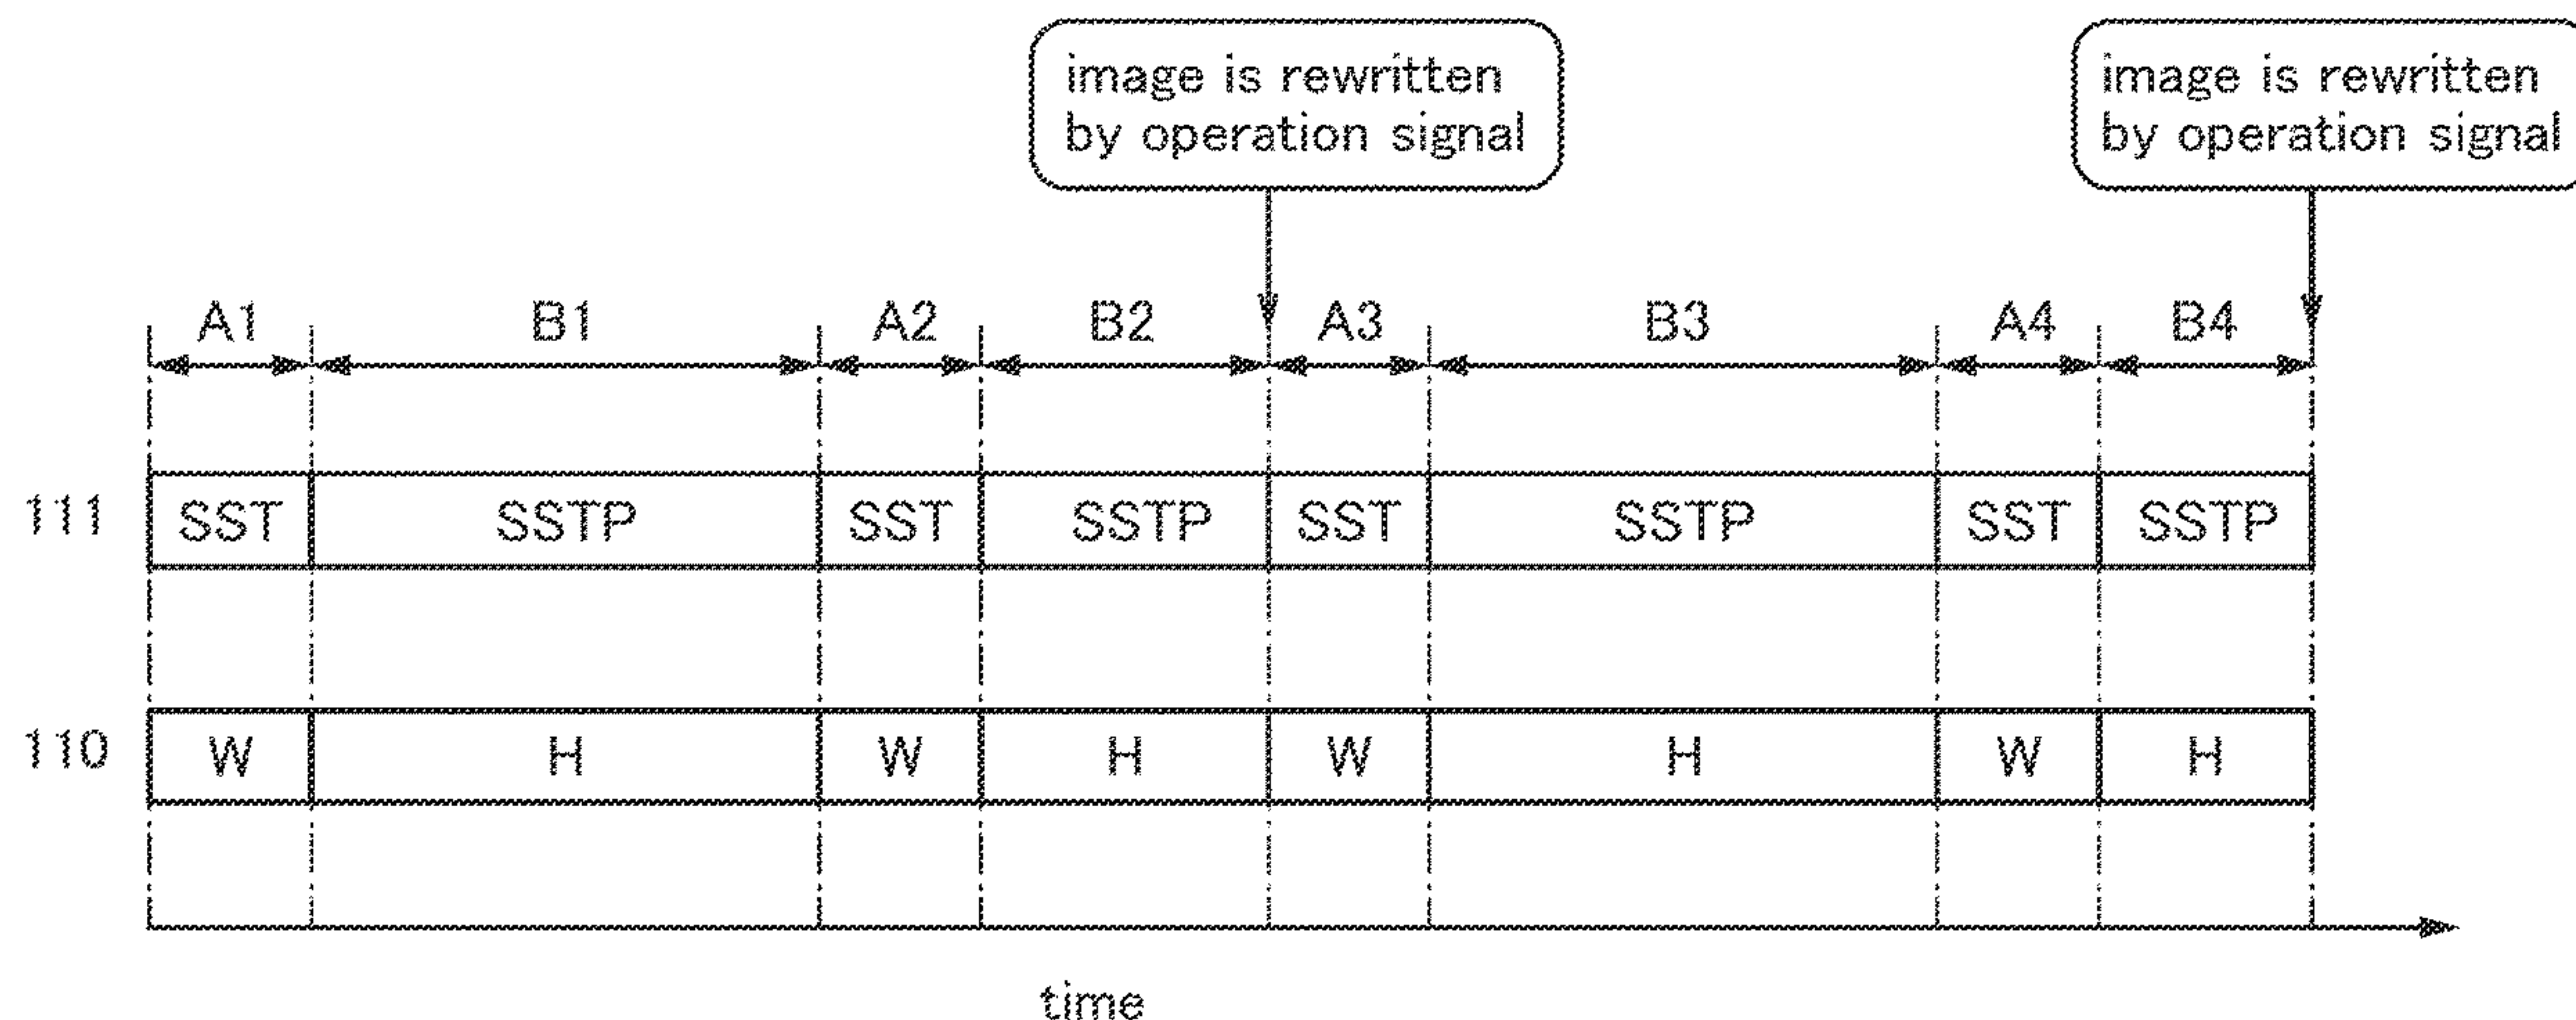 image is rewritten
by operation signal
image is rewritten
by operation signal
A1 B1 A2 B2 A3 B3 A4 B4
111 SST SSTP SST SSTP SST SSTP SST SSTP
110 W H W H W H W H
time